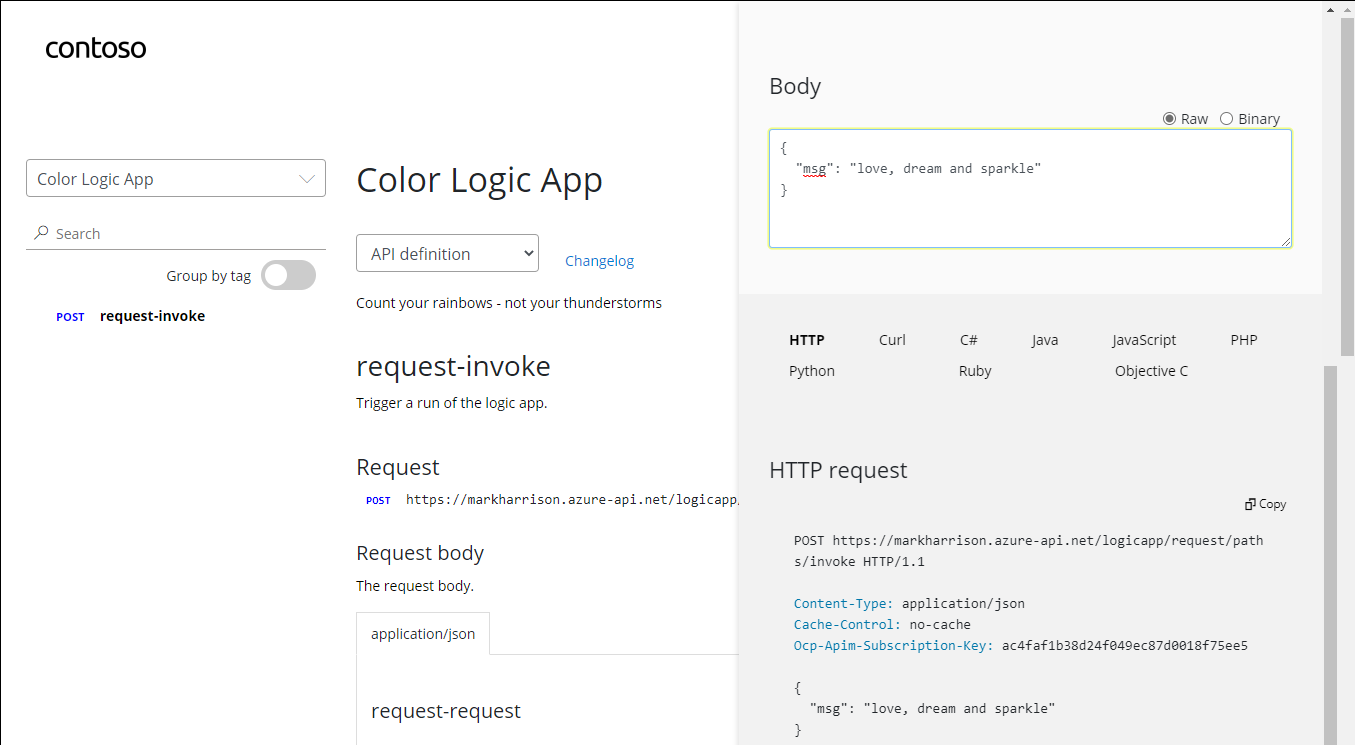 contoso
Color Logic App
Search
Group by tag
POST request-invoke
Color Logic App
API definition
Changelog
Count your rainbows - not your thunderstorms
request-invoke
Trigger a run of the logic app.
Request
POST https://markharrison.azure-api.net/logicapp/
Request body
The request body.
application/json
request-request
Body
Raw Binary
{
"msg": "love, dream and sparkle"
}
HTTP Curl C# Java JavaScript PHP
Python Ruby Objective C
HTTP request
Copy
POST https://markharrison.azure-api.net/logicapp/request/path
s/invoke HTTP/1.1
Content-Type: application/json
Cache-Control: no-cache
Ocp-Apim-Subscription-Key: ac4faf1b38d24f049ec87d0018f75ee5
{
"msg": "love, dream and sparkle"
}